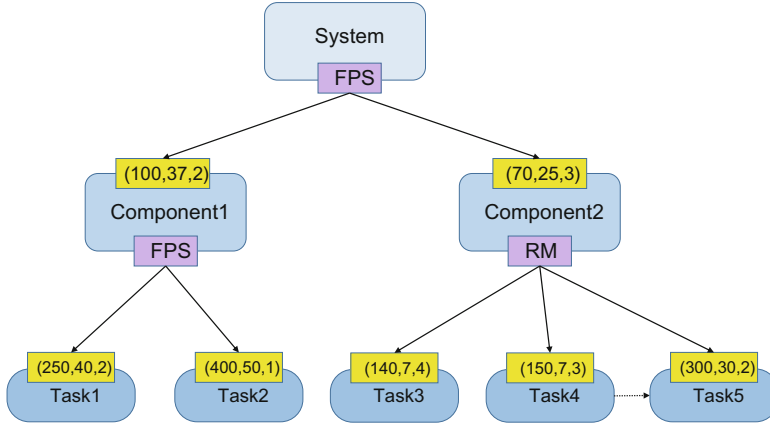 System
FPS
(100,37,2)
(70,25,3)
Component1
Component2
FPS
RM
(250,40,2)
(400,50,1)
(140,7,4)
(150,7,3)
(300,30,2)
Task1
Task2
Task3
Task4
Task5